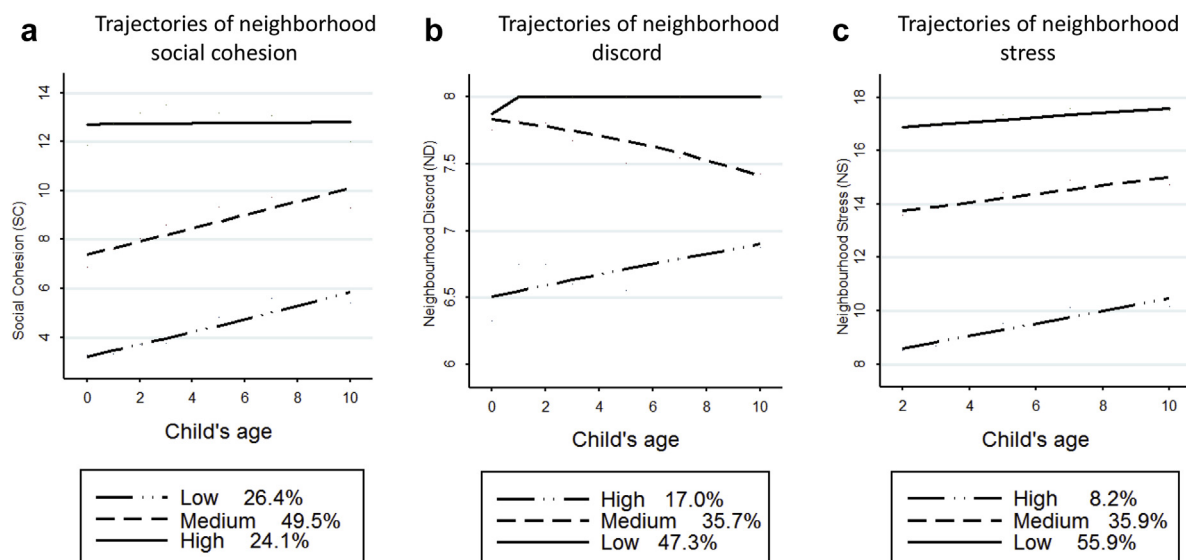 a
Trajectories of neighborhood
social cohesion
Social Cohesion (SC)
14
12
10
8
6
4
0 2 4 6 8 10
Child's age
Low 26.4%
Medium 49.5%
High 24.1%
b
Trajectories of neighborhood
discord
Neighbourhood Discord (ND)
8
7.5
7
6.5
6
0 2 4 6 8 10
Child's age
High 17.0%
Medium 35.7%
Low 47.3%
c
Trajectories of neighborhood
stress
Neighbourhood Stress (NS)
18
16
14
12
10
8
2 4 6 8 10
Child's age
High 8.2%
Medium 35.9%
Low 55.9%